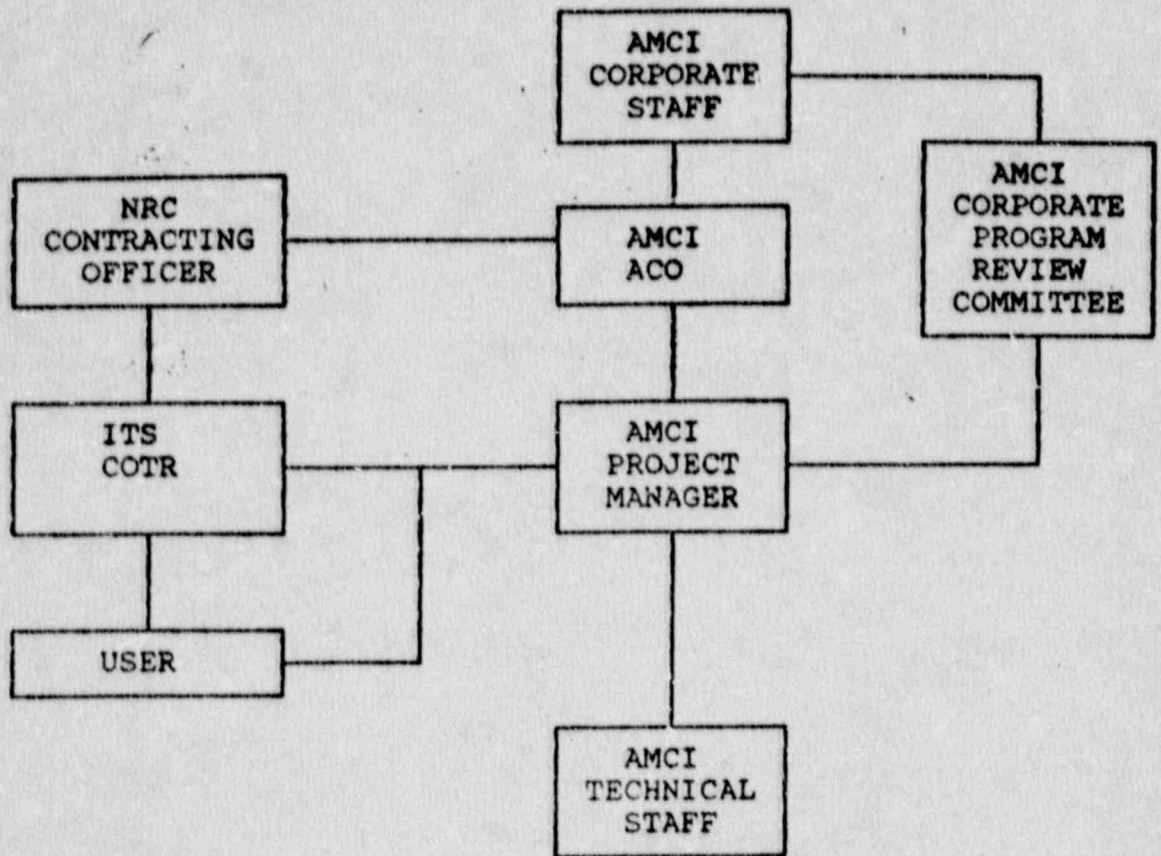 AMCI
CORPORATE
STAFF
AMCI
CORPORATE
PROGRAM
REVIEW
COMMITTEE
NRC
CONTRACTING
OFFICER
AMCI
ACO
ITS
COTR
AMCI
PROJECT
MANAGER
USER
AMCI
TECHNICAL
STAFF